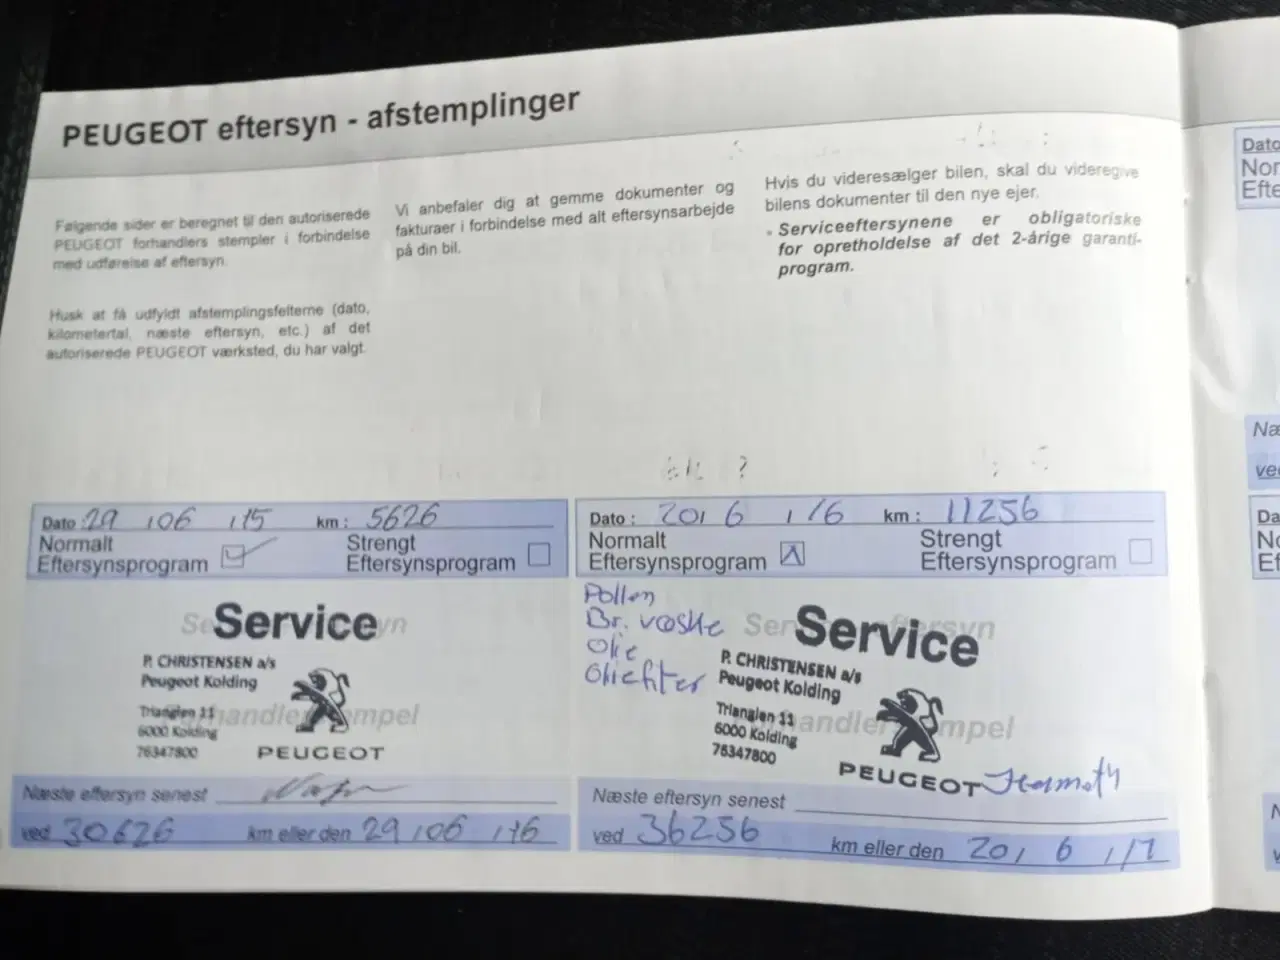 PEUGEOT eftersyn - afstemplinger
Følgende sider er beregnet til den autoriserede
PEUGEOT forhandlers stempler i forbindelse
med udførelse af eftersyn.
Husk at få udfyldt afstemplingsfelterne (dato,
kilometertal, næste eftersyn, etc.) af det
autoriserede PEUGEOT værksted, du har valgt.
Vi anbefaler dig at gemme dokumenter og
fakturaer i forbindelse med alt eftersynsarbejde
på din bil.
Hvis du videresælger bilen, skal du videregive
bilens dokumenter til den nye ejer.
• Serviceeftersynene er obligatoriske
for opretholdelse af det 2-årige garanti-
program.
Dato : 29 / 06 / 15 km : 5626
Normalt
Eftersynsprogram
Strengt
Eftersynsprogram
Service
P. CHRISTENSEN a/s
Peugeot Kolding
Trianglen 11
6000 Kolding
76347800
PEUGEOT
Næste eftersyn senest
ved 30626 km eller den 29 / 06 / 16
Dato : 20 / 6 / 16 km : 11256
Normalt
Eftersynsprogram
Strengt
Eftersynsprogram
Pollen
Br. væske
Olie
Oliefilter
Service
P. CHRISTENSEN a/s
Peugeot Kolding
Trianglen 11
6000 Kolding
76347800
PEUGEOT
Næste eftersyn senest
ved 36256 km eller den 20 / 6 / 17
Dato